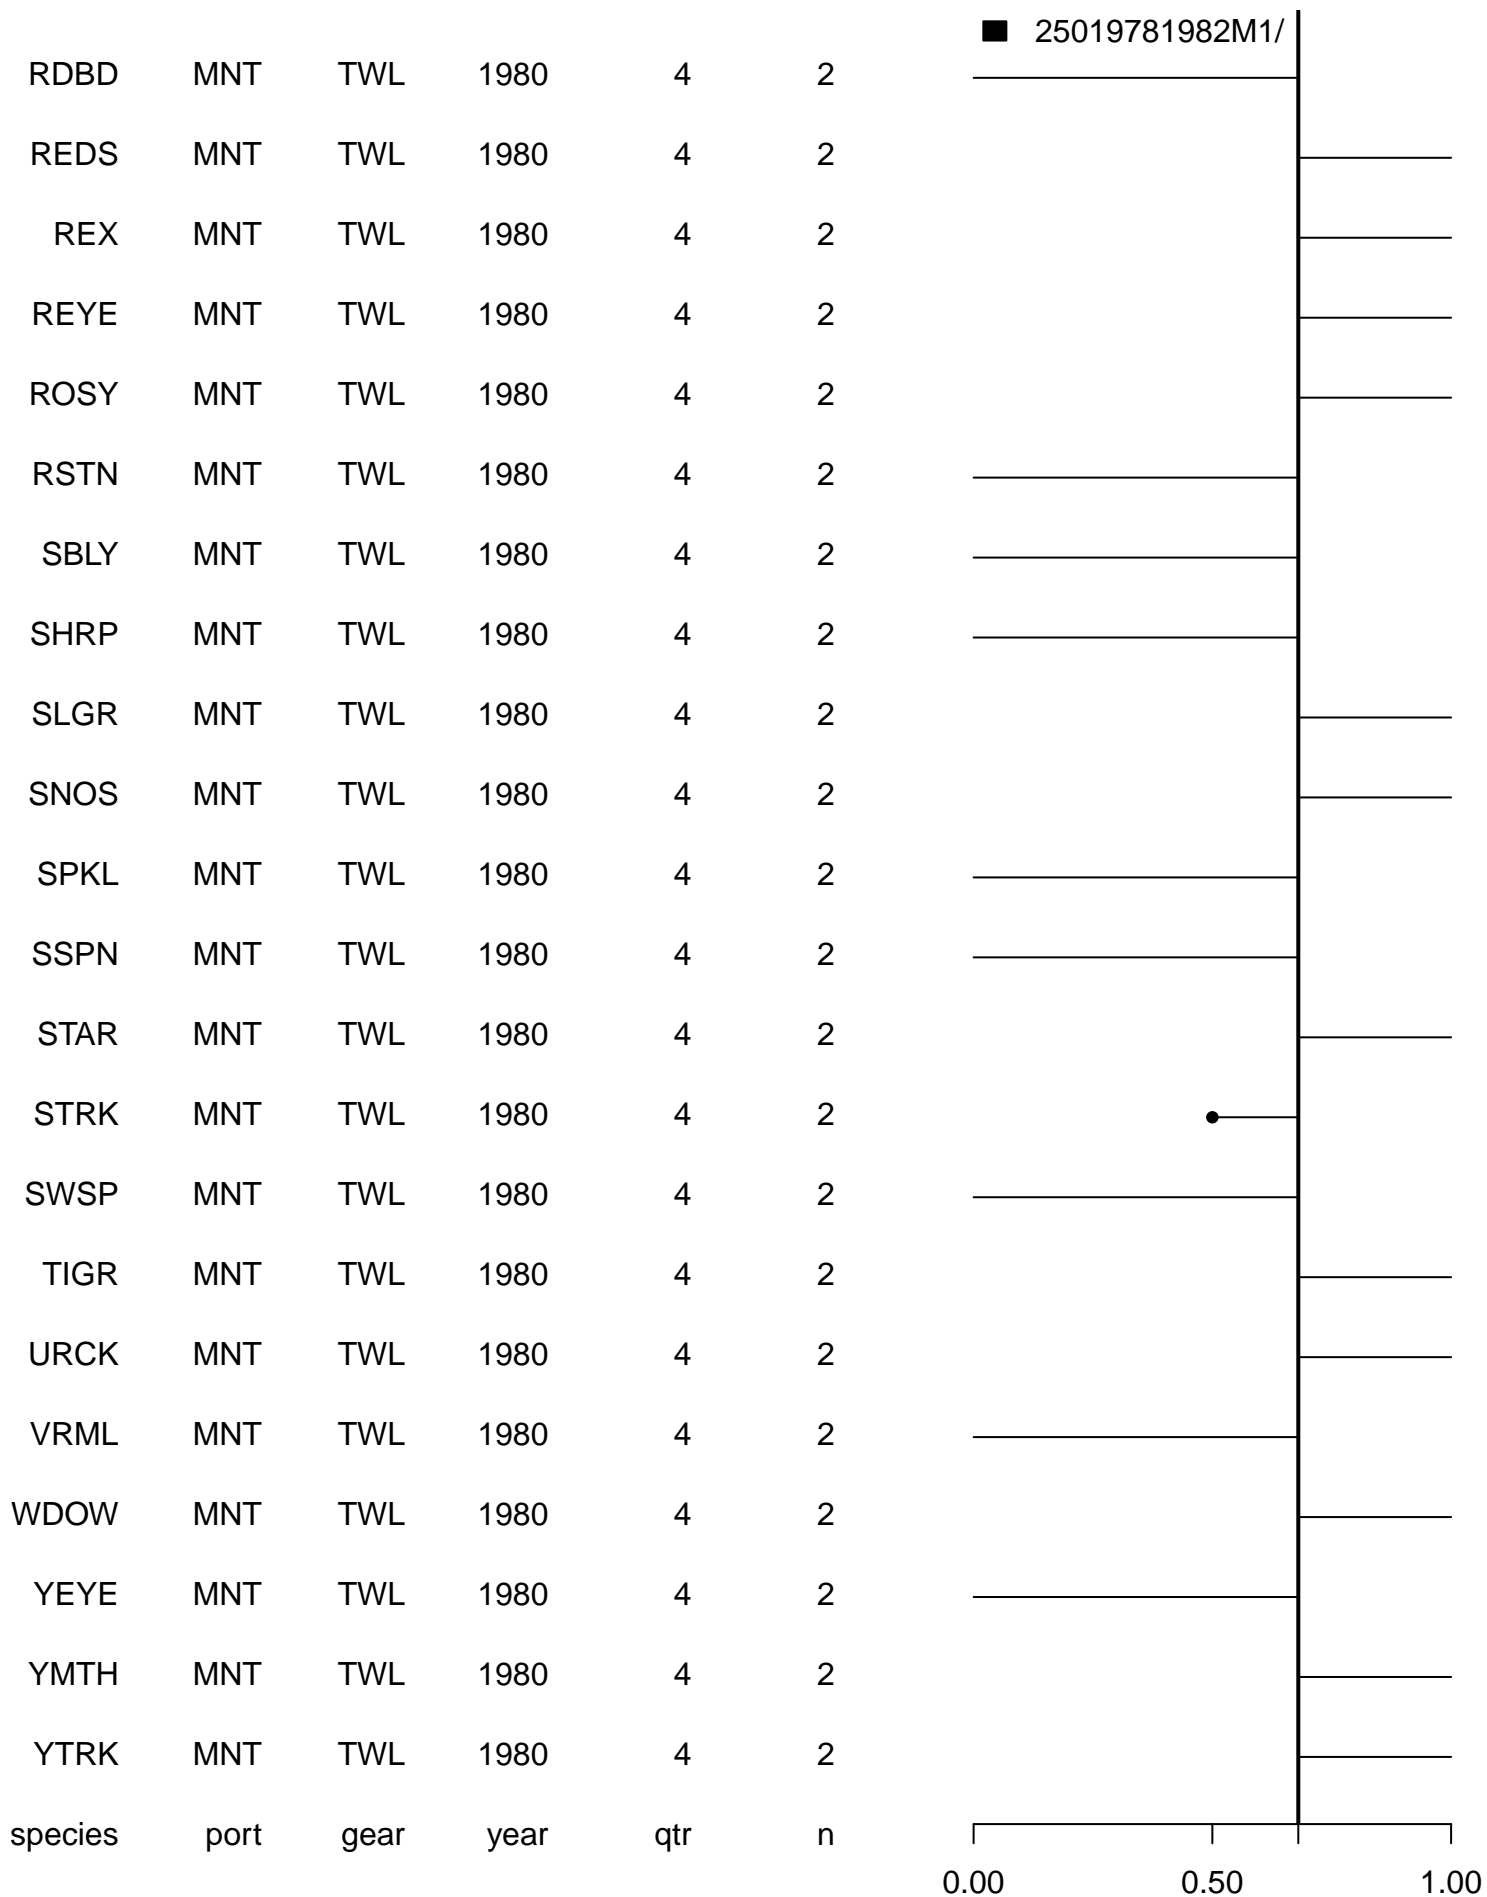 25019781982M1/
RDBD MNT TWL 1980 4 2
REDS MNT TWL 1980 4 2
REX MNT TWL 1980 4 2
REYE MNT TWL 1980 4 2
ROSY MNT TWL 1980 4 2
RSTN MNT TWL 1980 4 2
SBLY MNT TWL 1980 4 2
SHRP MNT TWL 1980 4 2
SLGR MNT TWL 1980 4 2
SNOS MNT TWL 1980 4 2
SPKL MNT TWL 1980 4 2
SSPN MNT TWL 1980 4 2
STAR MNT TWL 1980 4 2
STRK MNT TWL 1980 4 2
SWSP MNT TWL 1980 4 2
TIGR MNT TWL 1980 4 2
URCK MNT TWL 1980 4 2
VRML MNT TWL 1980 4 2
WDOW MNT TWL 1980 4 2
YEYE MNT TWL 1980 4 2
YMTH MNT TWL 1980 4 2
YTRK MNT TWL 1980 4 2
species port gear year qtr n
0.00 0.50 1.00